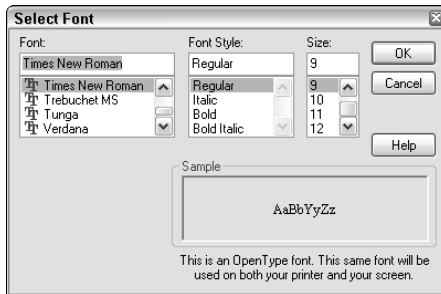 Select Font
Font: Font Style: Size:
Times New Roman Regular 9 OK
Times New Roman Regular 9 Cancel
Trebuchet MS Italic 10
Tunga Bold 11
Verdana Bold Italic 12 Help
Sample
AaBbYyZz
This is an OpenType font. This same font will be
used on both your printer and your screen.